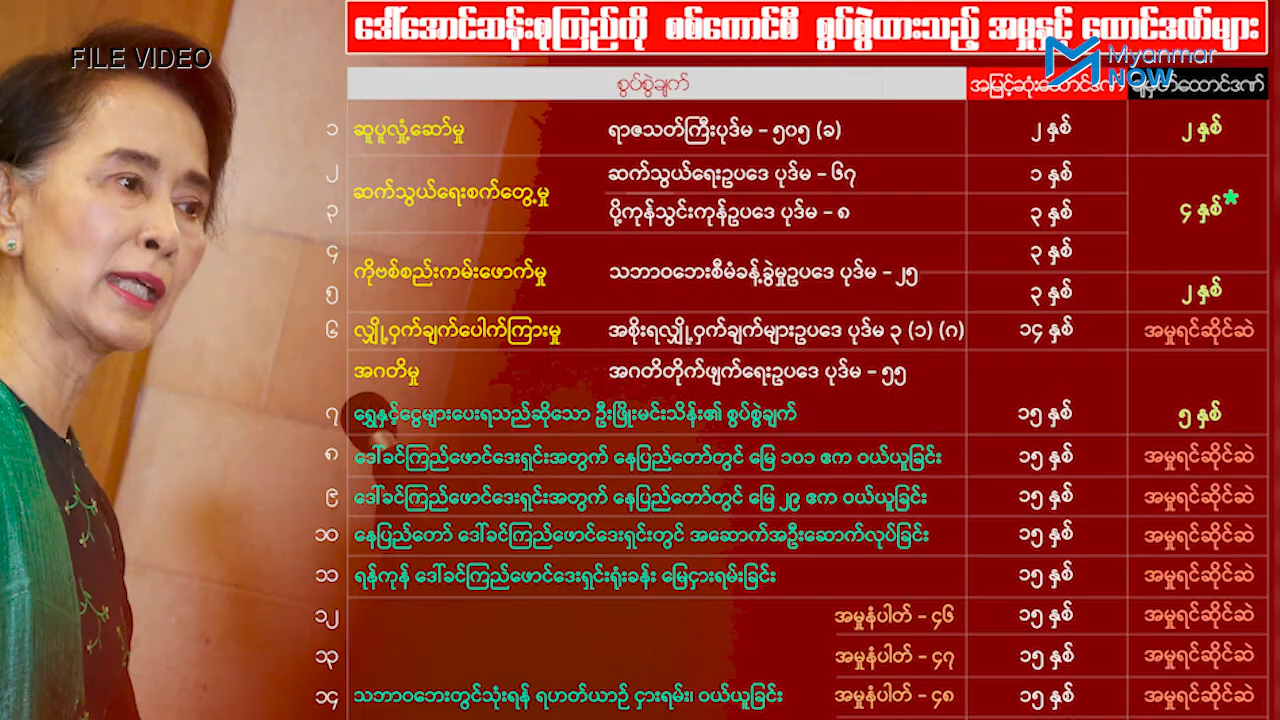 ဒေါ်အောင်ဆန်းစုကြည်ကို စစ်ကောင်စီ စွပ်စွဲထားသည့် အမှုနှင့် ထောင်ဒဏ်များ
FILE VIDEO
Myanmar NOW
စွပ်စွဲချက် အမြင့်ဆုံးထောင်ဒဏ် ချမှတ်ထောင်ဒဏ်
၁ ဆူပူလှုံ့ဆော်မှု ရာဇသတ်ကြီးပုဒ်မ – ၅၀၅ (ခ) ၂ နှစ် ၂ နှစ်
၂ ဆက်သွယ်ရေးဥပဒေ ပုဒ်မ – ၆၇ ၁ နှစ်
ဆက်သွယ်ရေးစက်တွေ့မှု ၄ နှစ်*
၃ ပို့ကုန်သွင်းကုန်ဥပဒေ ပုဒ်မ – ၈ ၃ နှစ်
၄ ၃ နှစ်
ကိုဗစ်စည်းကမ်းဖောက်မှု သဘာဝဘေးစီမံခန့်ခွဲမှုဥပဒေ ပုဒ်မ – ၂၅
၅ ၃ နှစ် ၂ နှစ်
၆ လျှို့ဝှက်ချက်ပေါက်ကြားမှု အစိုးရလျှို့ဝှက်ချက်များဥပဒေ ပုဒ်မ ၃ (၁) (ဂ) ၁၄ နှစ် အမှုရင်ဆိုင်ဆဲ
အဂတိမှု အဂတိတိုက်ဖျက်ရေးဥပဒေ ပုဒ်မ – ၅၅
၇ ရွှေနှင့်ငွေများပေးရသည်ဆိုသော ဦးဖြိုးမင်းသိန်း၏ စွပ်စွဲချက် ၁၅ နှစ် ၅ နှစ်
၈ ဒေါ်ခင်ကြည်ဖောင်ဒေးရှင်းအတွက် နေပြည်တော်တွင် မြေ ၁၀၁ ဧက ဝယ်ယူခြင်း ၁၅ နှစ် အမှုရင်ဆိုင်ဆဲ
၉ ဒေါ်ခင်ကြည်ဖောင်ဒေးရှင်းအတွက် နေပြည်တော်တွင် မြေ ၂၉ ဧက ဝယ်ယူခြင်း ၁၅ နှစ် အမှုရင်ဆိုင်ဆဲ
၁၀ နေပြည်တော် ဒေါ်ခင်ကြည်ဖောင်ဒေးရှင်းတွင် အဆောက်အဦးဆောက်လုပ်ခြင်း ၁၅ နှစ် အမှုရင်ဆိုင်ဆဲ
၁၁ ရန်ကုန် ဒေါ်ခင်ကြည်ဖောင်ဒေးရှင်းရုံးခန်း မြေငှားရမ်းခြင်း ၁၅ နှစ် အမှုရင်ဆိုင်ဆဲ
၁၂ အမှုနံပါတ် – ၄၆ ၁၅ နှစ် အမှုရင်ဆိုင်ဆဲ
၁၃ အမှုနံပါတ် – ၄၇ ၁၅ နှစ် အမှုရင်ဆိုင်ဆဲ
၁၄ သဘာဝဘေးတွင်သုံးရန် ရဟတ်ယာဉ် ငှားရမ်း၊ ဝယ်ယူခြင်း အမှုနံပါတ် – ၄၈ ၁၅ နှစ် အမှုရင်ဆိုင်ဆဲ